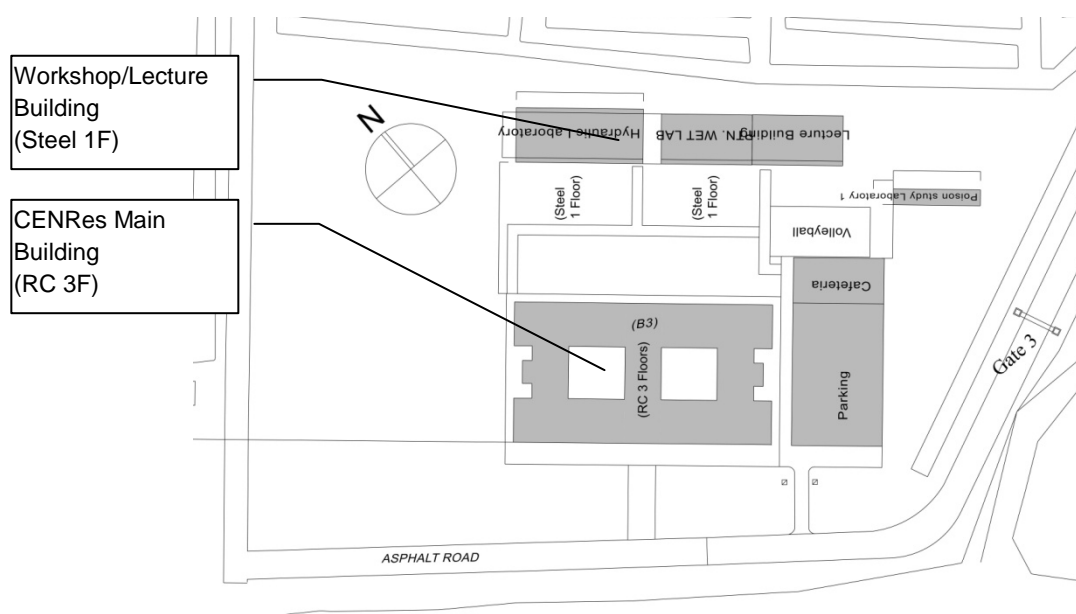 Workshop/Lecture
Building
(Steel 1F)
N
Hydraulic Laboratory
RTN. WET LAB
Lecture Building
Poison study Laboratory 1
(Steel
1 Floor)
(Steel
1 Floor)
CENRes Main
Building
(RC 3F)
Volleyball
Cafeteria
(B3)
(RC 3 Floors)
Parking
Gate 3
ASPHALT ROAD